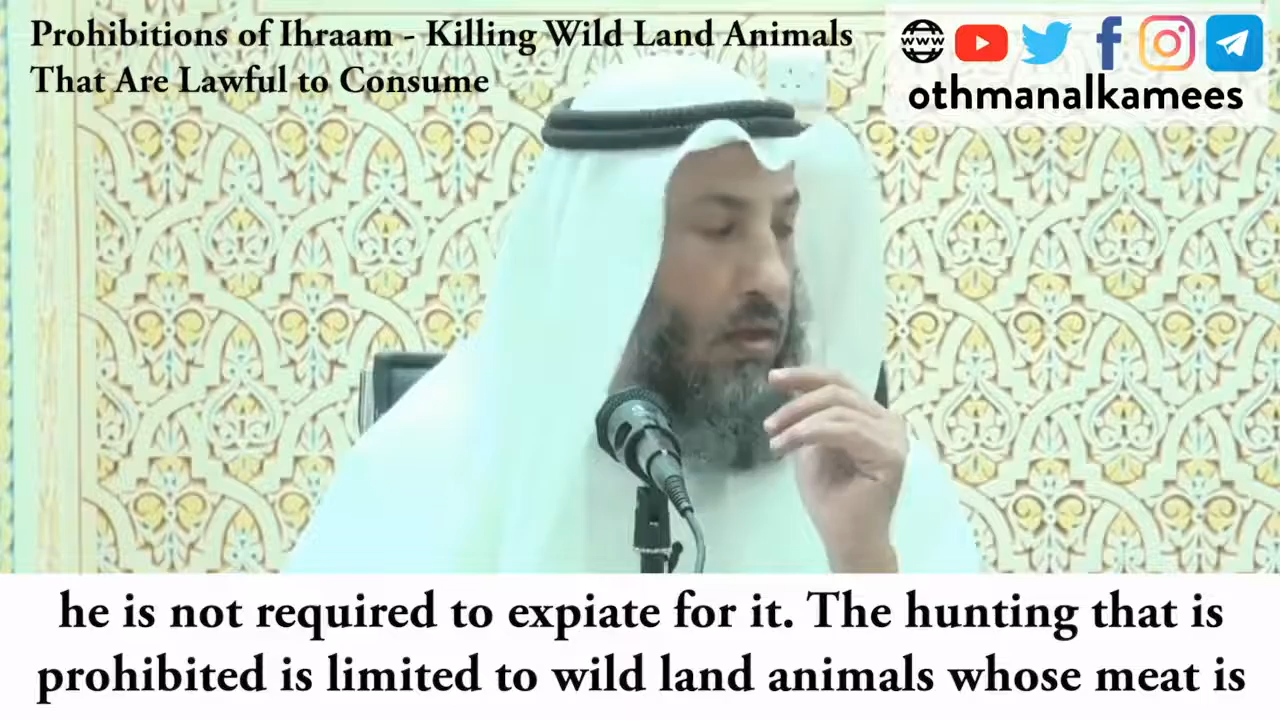 Prohibitions of Ihraam - Killing Wild Land Animals
That Are Lawful to Consume
www
othmanalkamees
he is not required to expiate for it. The hunting that is
prohibited is limited to wild land animals whose meat is